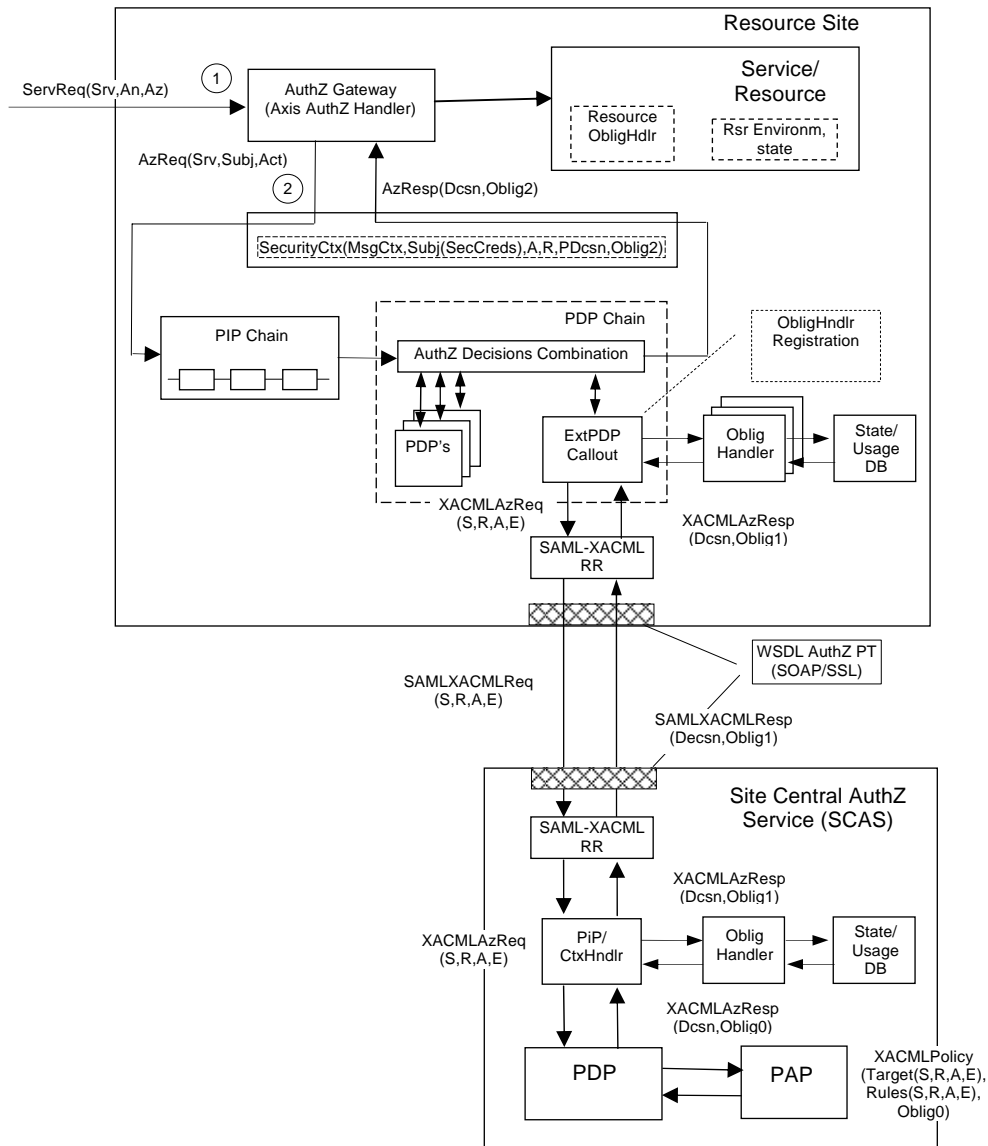 Resource Site
ServReq(Srv,An,Az)
1
AuthZ Gateway
(Axis AuthZ Handler)
Service/
Resource
Resource
ObligHdlr
Rsr Environm,
state
AzReq(Srv,Subj,Act)
2
AzResp(Dcsn,Oblig2)
SecurityCtx(MsgCtx,Subj(SecCreds),A,R,PDcsn,Oblig2)
PIP Chain
PDP Chain
AuthZ Decisions Combination
ObligHndlr
Registration
PDP's
ExtPDP
Callout
Oblig
Handler
State/
Usage
DB
XACMLAzReq
(S,R,A,E)
XACMLAzResp
(Dcsn,Oblig1)
SAML-XACML
RR
WSDL AuthZ PT
(SOAP/SSL)
SAMLXACMLReq
(S,R,A,E)
SAMLXACMLResp
(Decsn,Oblig1)
Site Central AuthZ
Service (SCAS)
SAML-XACML
RR
XACMLAzResp
(Dcsn,Oblig1)
XACMLAzReq
(S,R,A,E)
PiP/
CtxHndlr
Oblig
Handler
State/
Usage
DB
XACMLAzResp
(Dcsn,Oblig0)
PDP
PAP
XACMLPolicy
(Target(S,R,A,E),
Rules(S,R,A,E),
Oblig0)